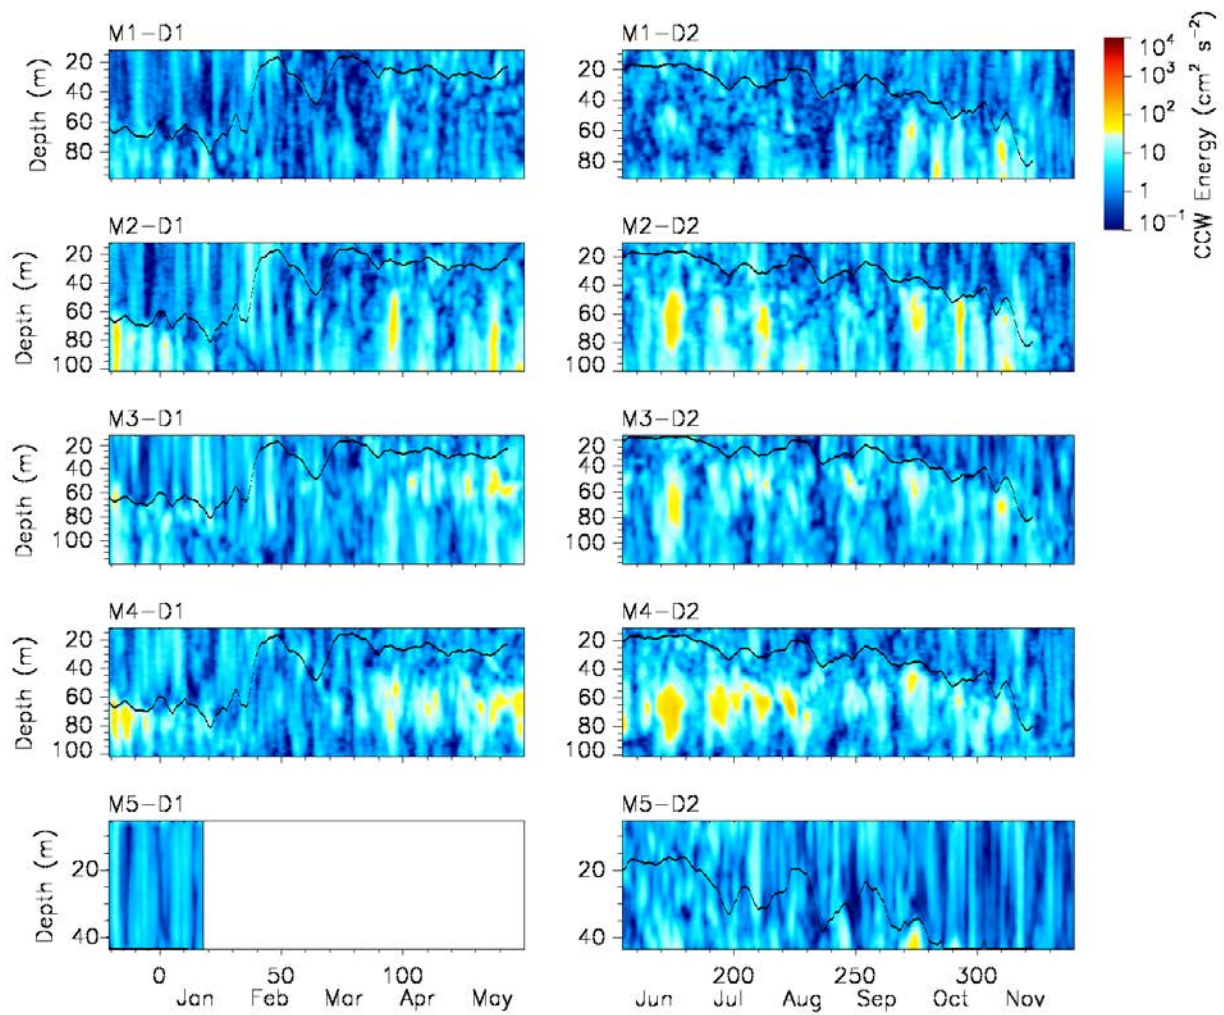 M1-D1
M1-D2
20
40
60
80
Depth (m)
20
40
60
80
10⁴
10³
10²
10
1
10⁻¹
CCW Energy (cm² s⁻²)
M2-D1
M2-D2
20
40
60
80
100
Depth (m)
20
40
60
80
100
M3-D1
M3-D2
20
40
60
80
100
Depth (m)
20
40
60
80
100
M4-D1
M4-D2
20
40
60
80
100
Depth (m)
20
40
60
80
100
M5-D1
M5-D2
20
40
Depth (m)
20
40
0 50 100
Jan Feb Mar Apr May
200 250 300
Jun Jul Aug Sep Oct Nov